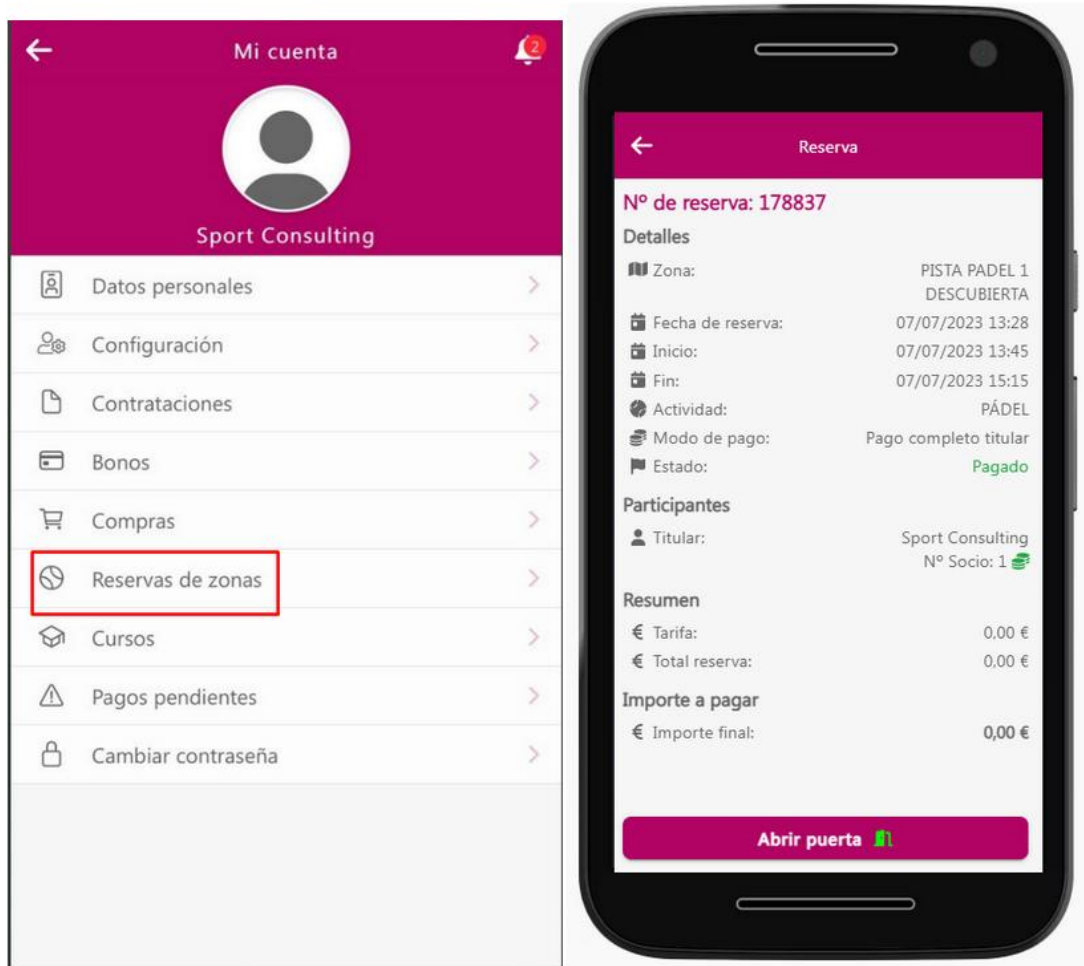 Mi cuenta
2
Sport Consulting
Datos personales
Configuración
Contrataciones
Bonos
Compras
Reservas de zonas
Cursos
Pagos pendientes
Cambiar contraseña
Reserva
Nº de reserva: 178837
Detalles
Zona: PISTA PADEL 1
DESCUBIERTA
Fecha de reserva: 07/07/2023 13:28
Inicio: 07/07/2023 13:45
Fin: 07/07/2023 15:15
Actividad: PÁDEL
Modo de pago: Pago completo titular
Estado: Pagado
Participantes
Titular: Sport Consulting
Nº Socio: 1
Resumen
€ Tarifa: 0,00 €
€ Total reserva: 0,00 €
Importe a pagar
€ Importe final: 0,00 €
Abrir puerta